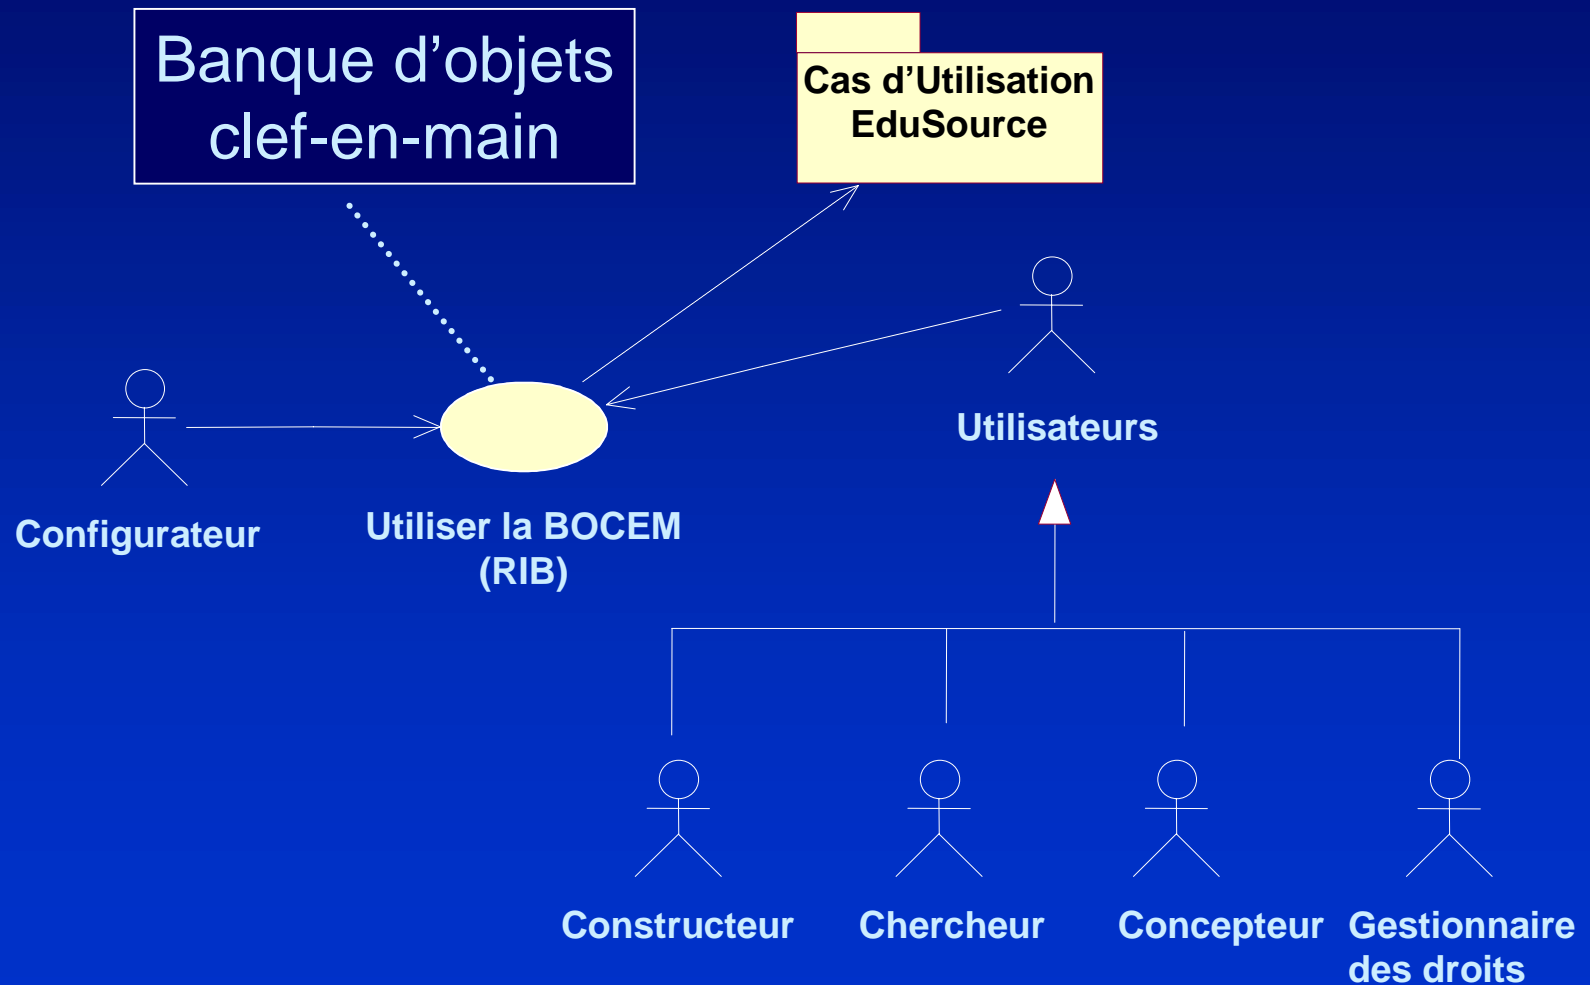 Banque d’objets
clef-en-main
Cas d’Utilisation
EduSource
Utilisateurs
Configurateur
Utiliser la BOCEM
(RIB)
Constructeur
Chercheur
Concepteur
Gestionnaire
des droits